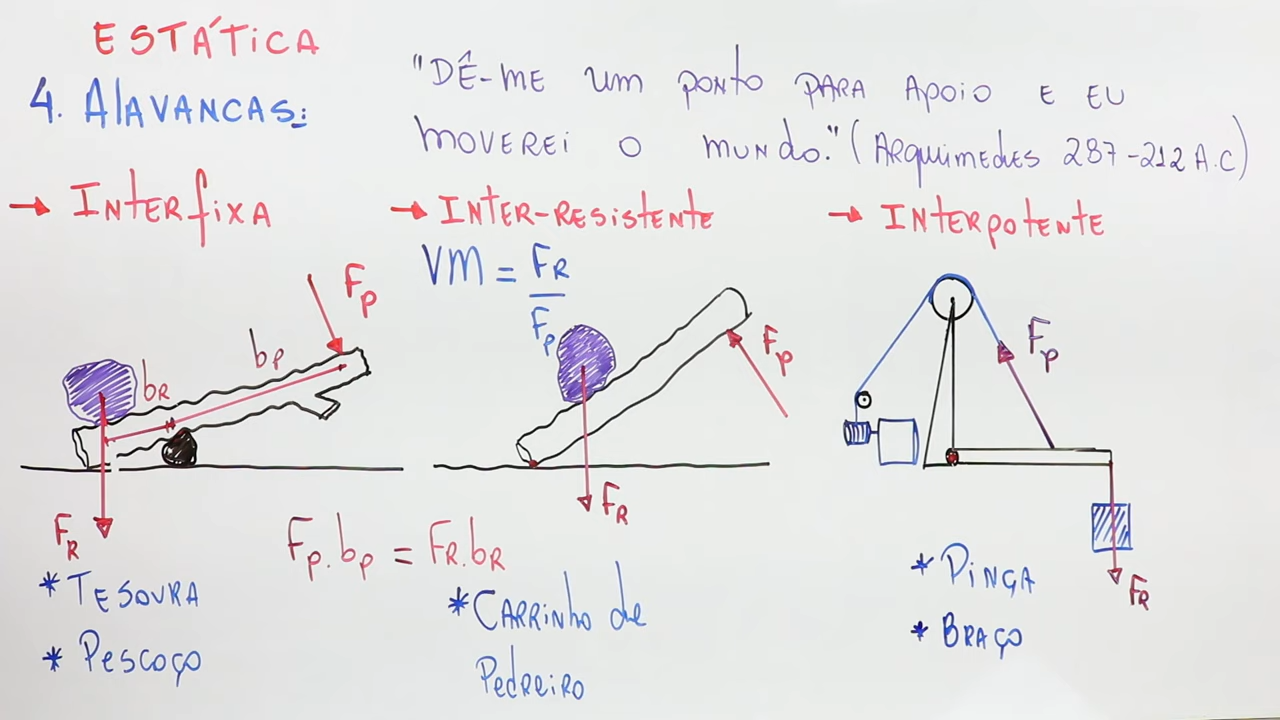 ESTÁTICA
4. AlAVANCAS:
"DÊ-ME um ponto PARA Apoio E EU
MOVEREi O mundo." (Arquimedes 287-212 A.C)
→ INTERfixA
→ INTER-RESISTENTE
→ INTERpotENTE
VM = FR
Fp
Fp
bp
bR
FR
Fp
FR
Fp
FR
Fp.bp = FR.bR
* TESOURA
* Pescoço
* CARRinho de
Pedreiro
* PinçA
* BRAÇO